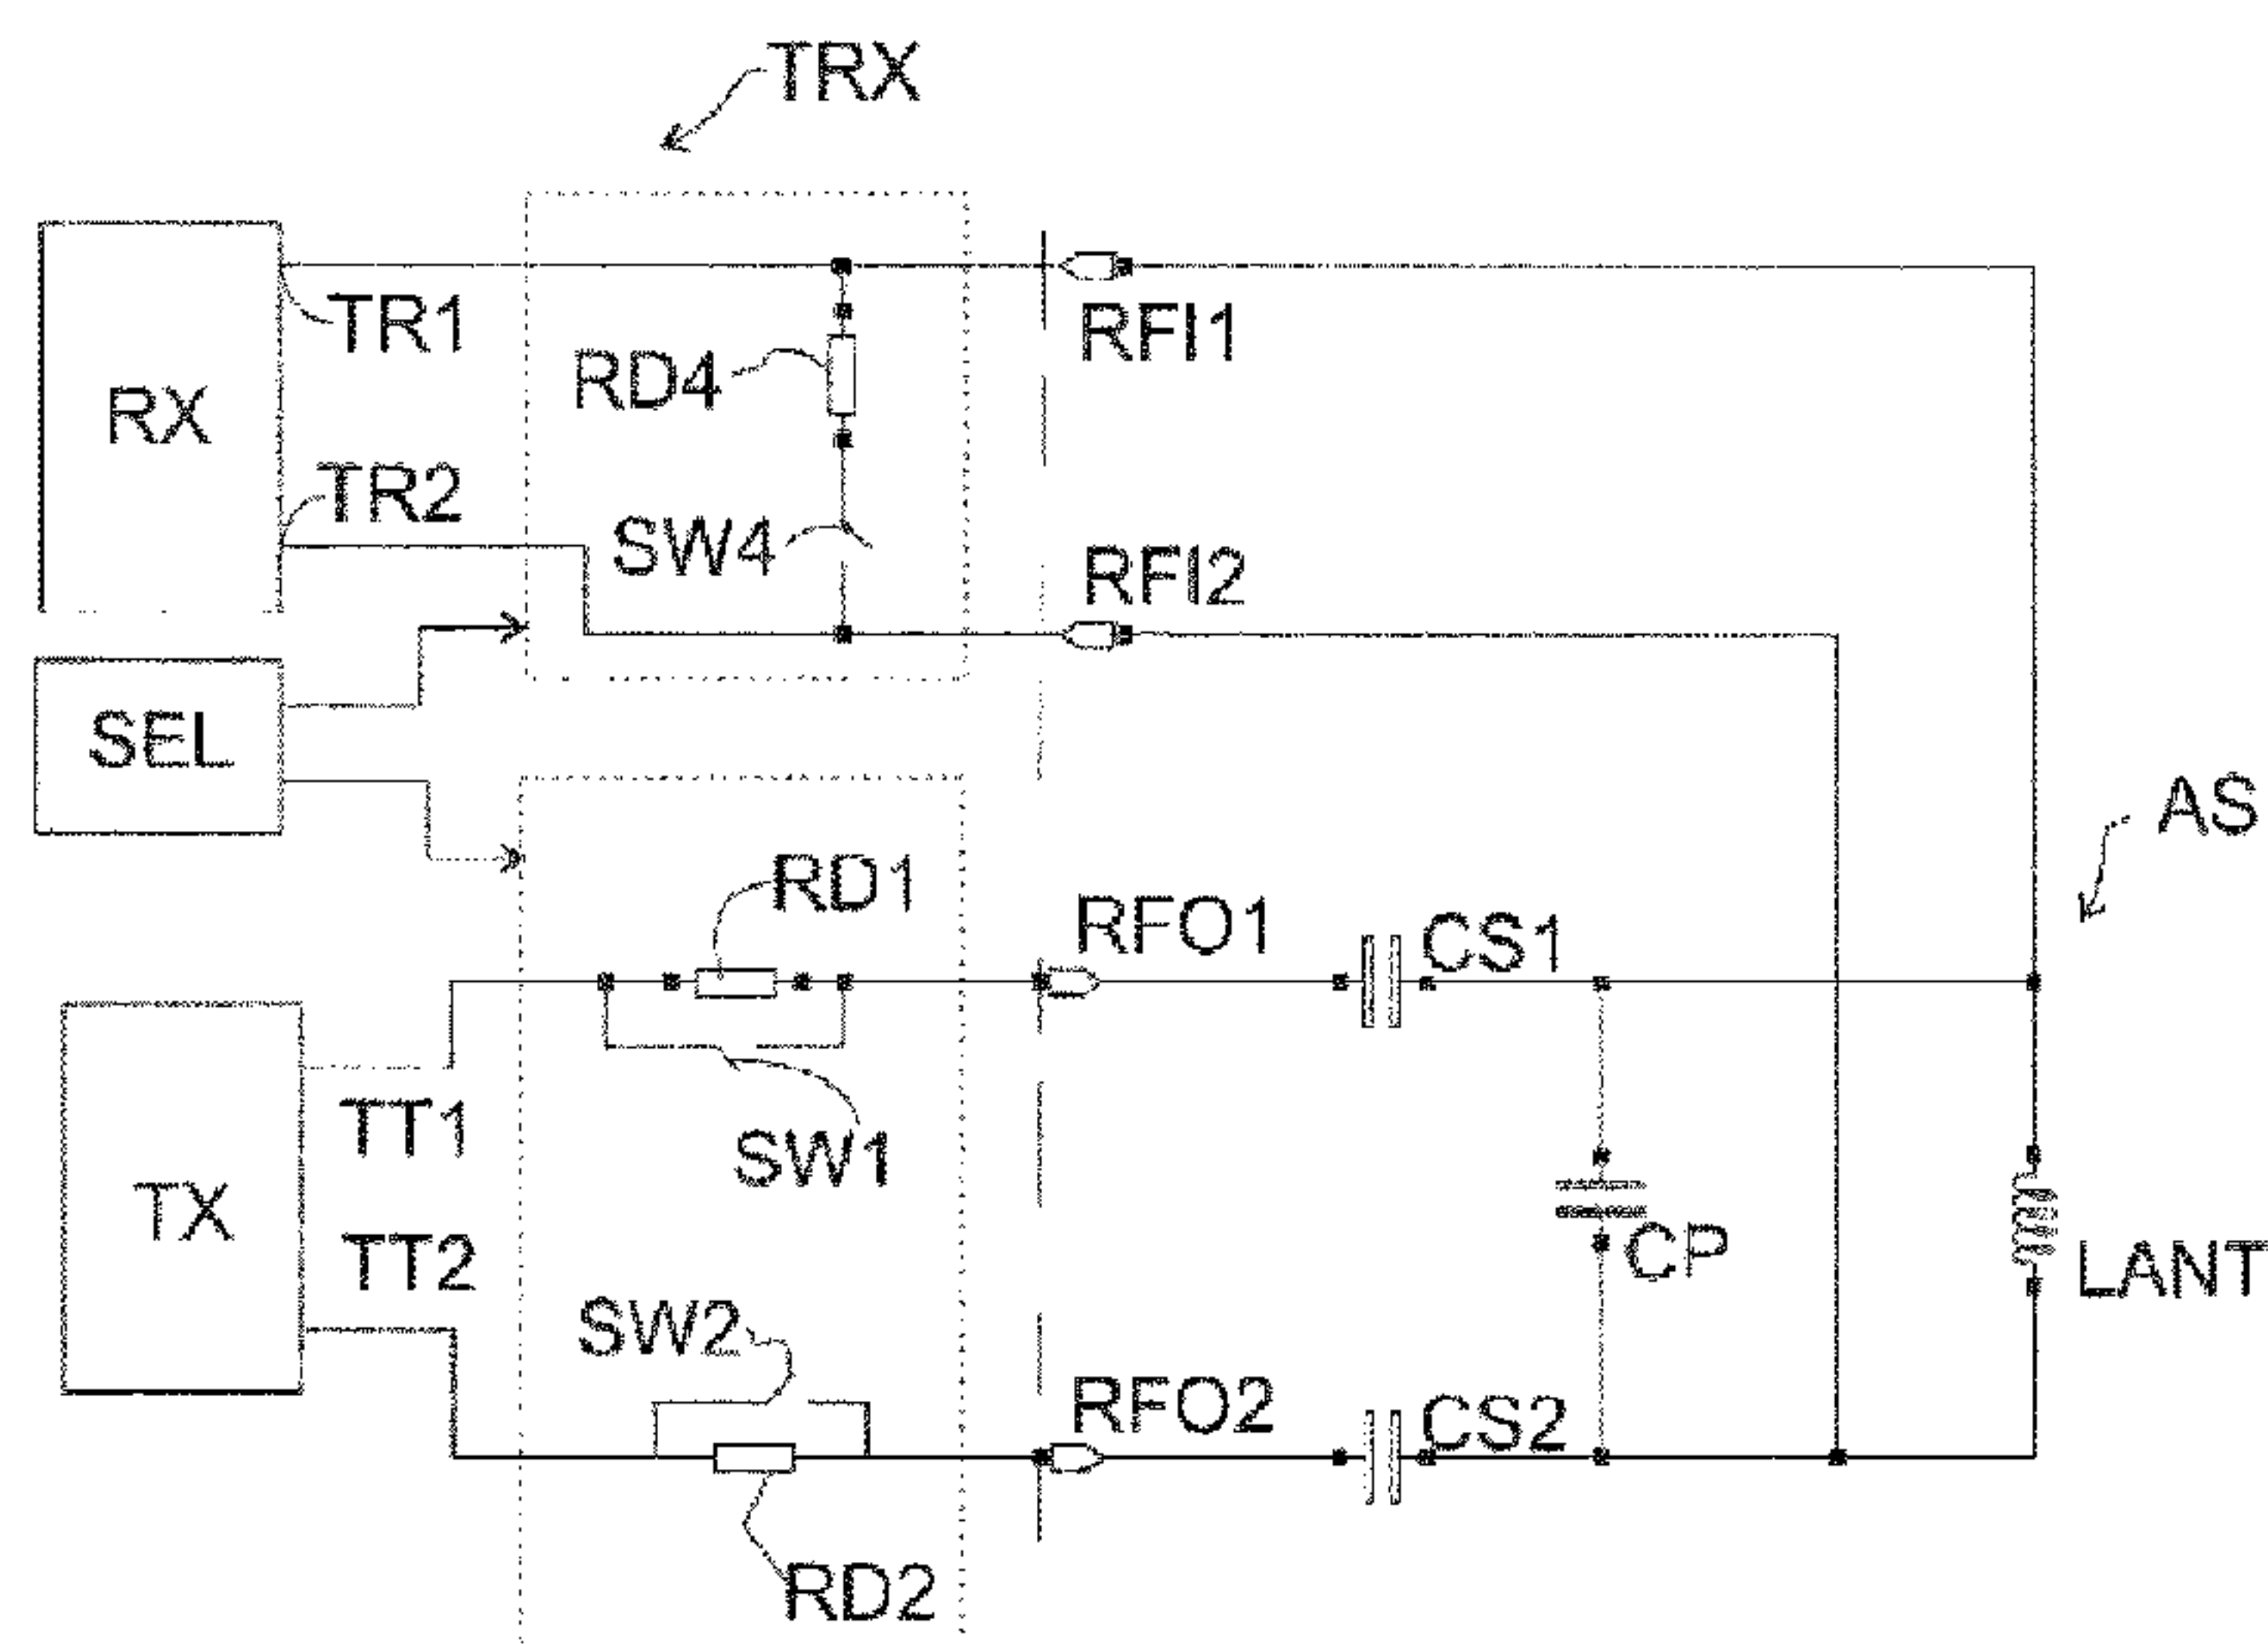 TRX
TR1
RFI1
RD4
RX
TR2
SW4
RFI2
SEL
AS
RD1
RFO1
CS1
TT1
SW1
TX
TT2
CP
LANT
SW2
RFO2
CS2
RD2